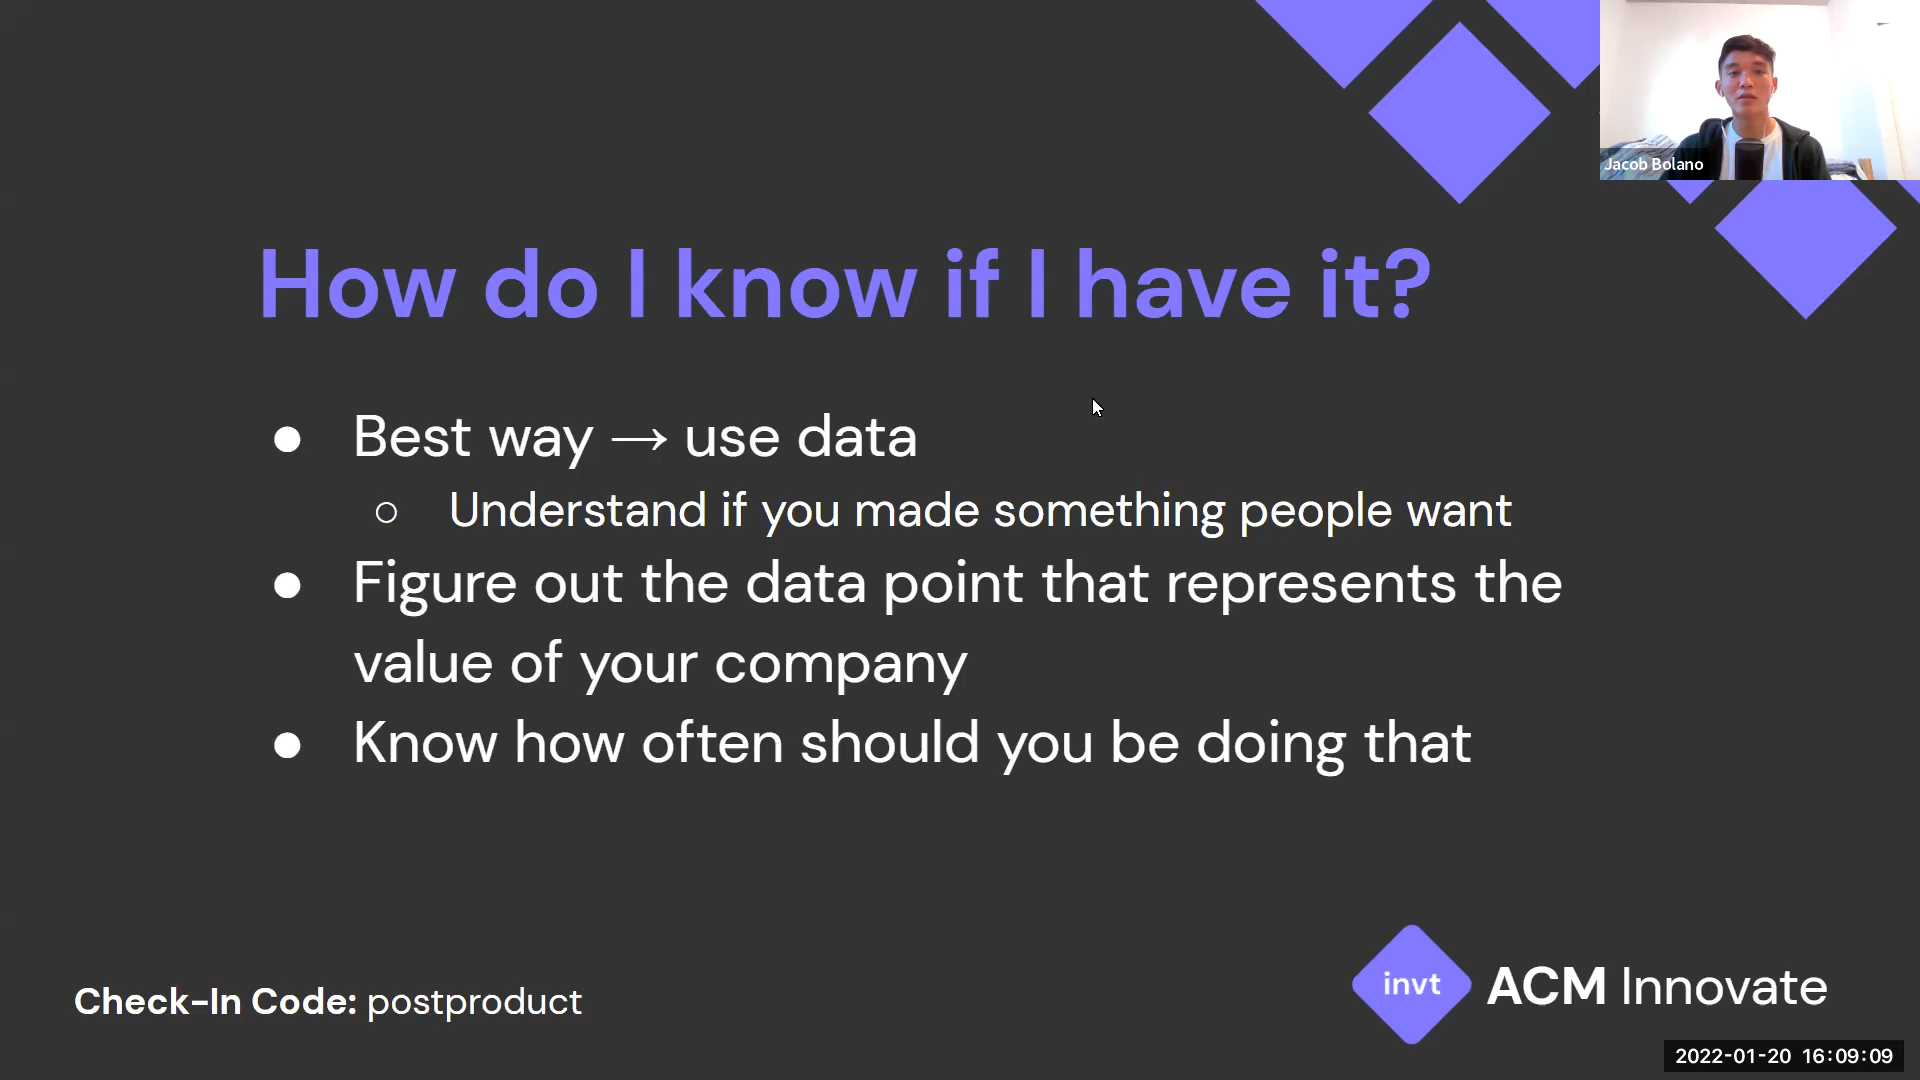 Jacob Bolano
How do I know if I have it?
● Best way → use data
○ Understand if you made something people want
● Figure out the data point that represents the
value of your company
● Know how often should you be doing that
Check-In Code: postproduct
invt ACM Innovate
2022-01-20 16:09:09